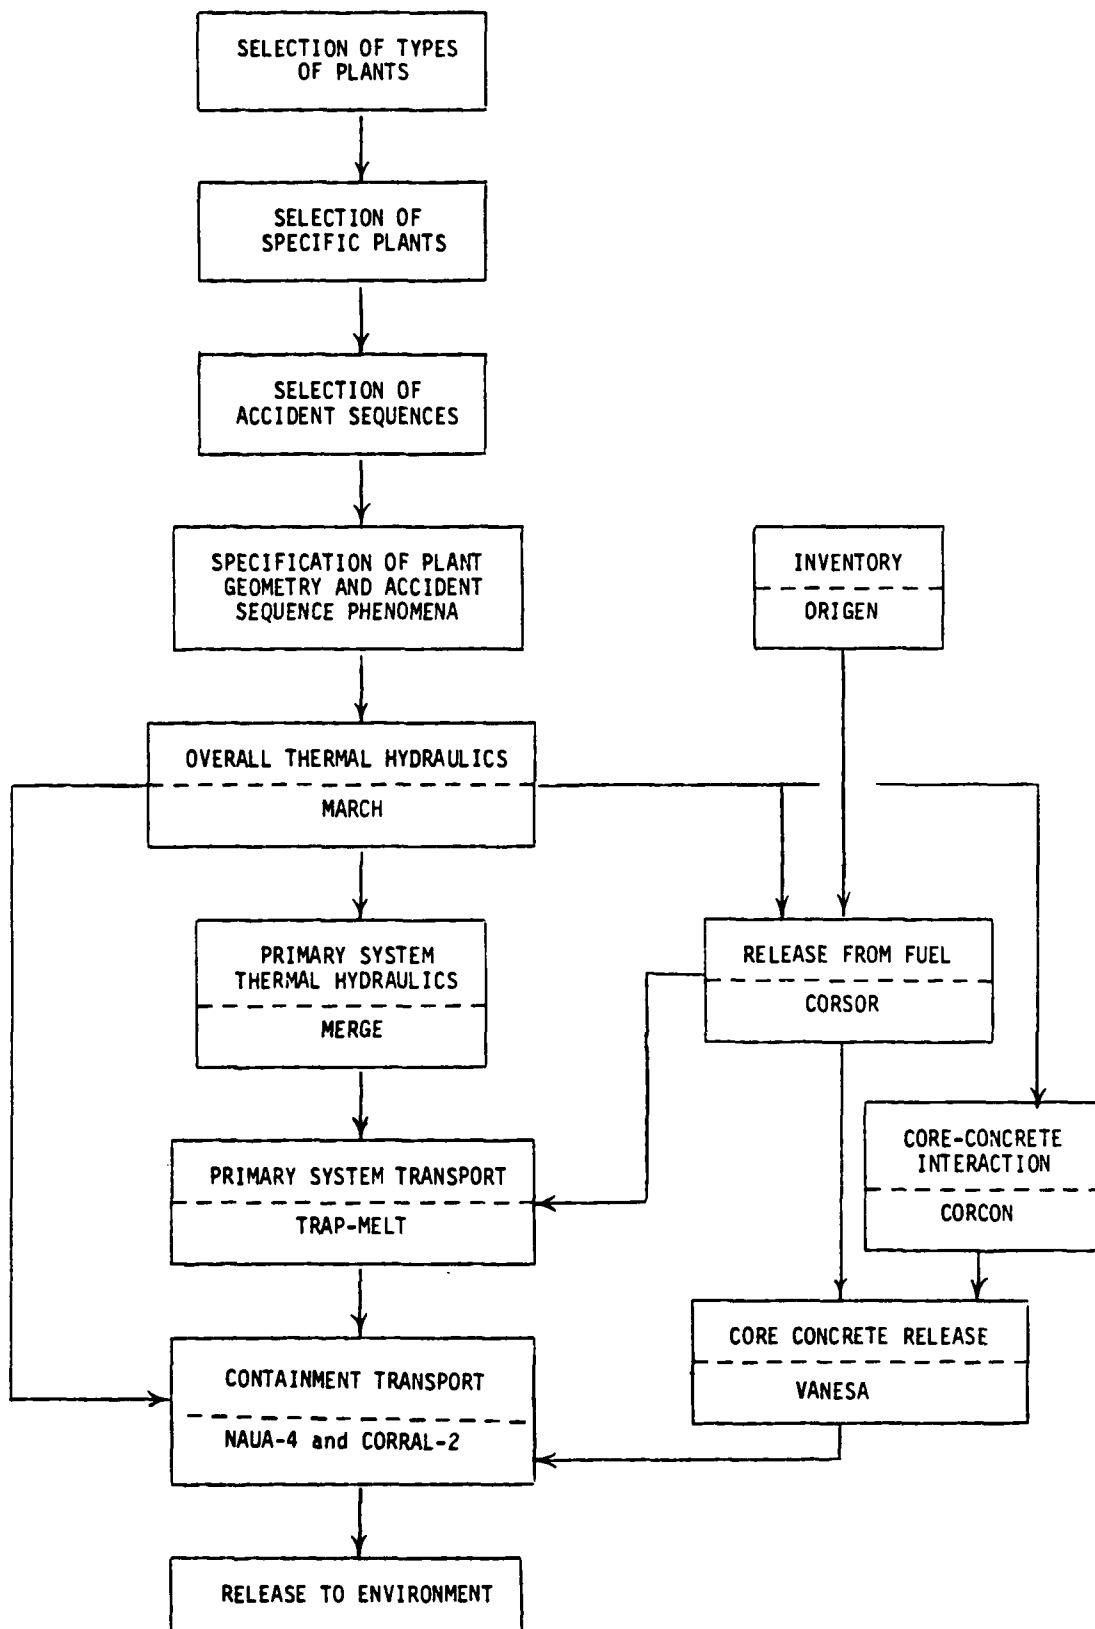 SELECTION OF TYPES
OF PLANTS
SELECTION OF
SPECIFIC PLANTS
SELECTION OF
ACCIDENT SEQUENCES
SPECIFICATION OF PLANT
GEOMETRY AND ACCIDENT
SEQUENCE PHENOMENA
INVENTORY
ORIGEN
OVERALL THERMAL HYDRAULICS
MARCH
PRIMARY SYSTEM
THERMAL HYDRAULICS
MERGE
RELEASE FROM FUEL
CORSOR
PRIMARY SYSTEM TRANSPORT
TRAP-MELT
CORE-CONCRETE
INTERACTION
CORCON
CORE CONCRETE RELEASE
VANESA
CONTAINMENT TRANSPORT
NAUA-4 and CORRAL-2
RELEASE TO ENVIRONMENT